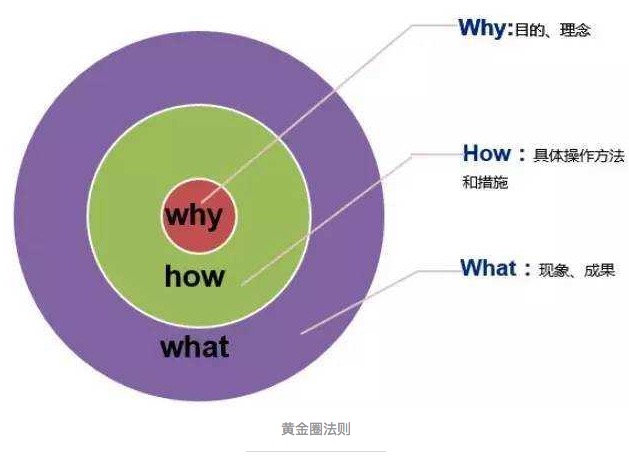 Why:目的、理念
How：具体操作方法
和措施
why
how
What：现象、成果
what
黄金圈法则